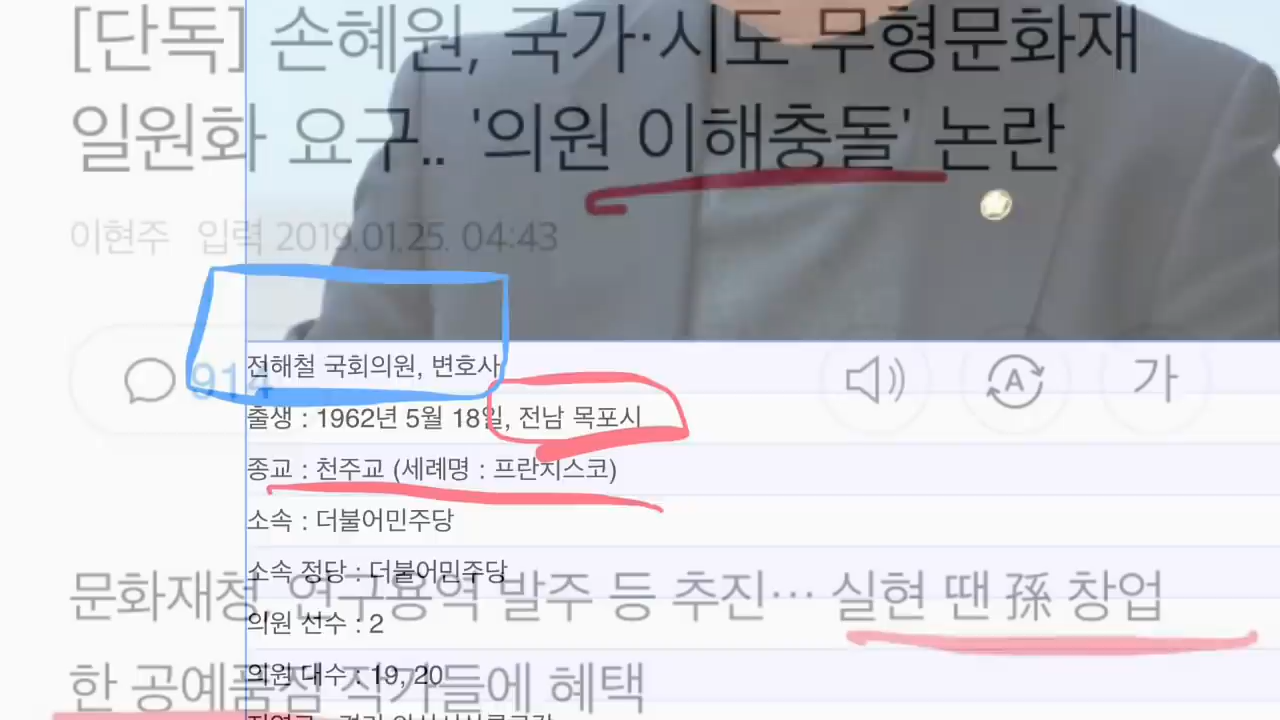 [단독] 손혜원, 국가·시도 무형문화재
일원화 요구.. '의원 이해충돌' 논란
이현주 입력 2019.01.25. 04:43
914
가
전해철 국회의원, 변호사
출생 : 1962년 5월 18일, 전남 목포시
종교 : 천주교 (세례명 : 프란치스코)
소속 : 더불어민주당
소속 정당 : 더불어민주당
문화재청, 연구용역 발주 등 추진… 실현 땐 孫 창업
의원 선수 : 2
의원 대수 : 19, 20
한 공예품점 작가들에 혜택